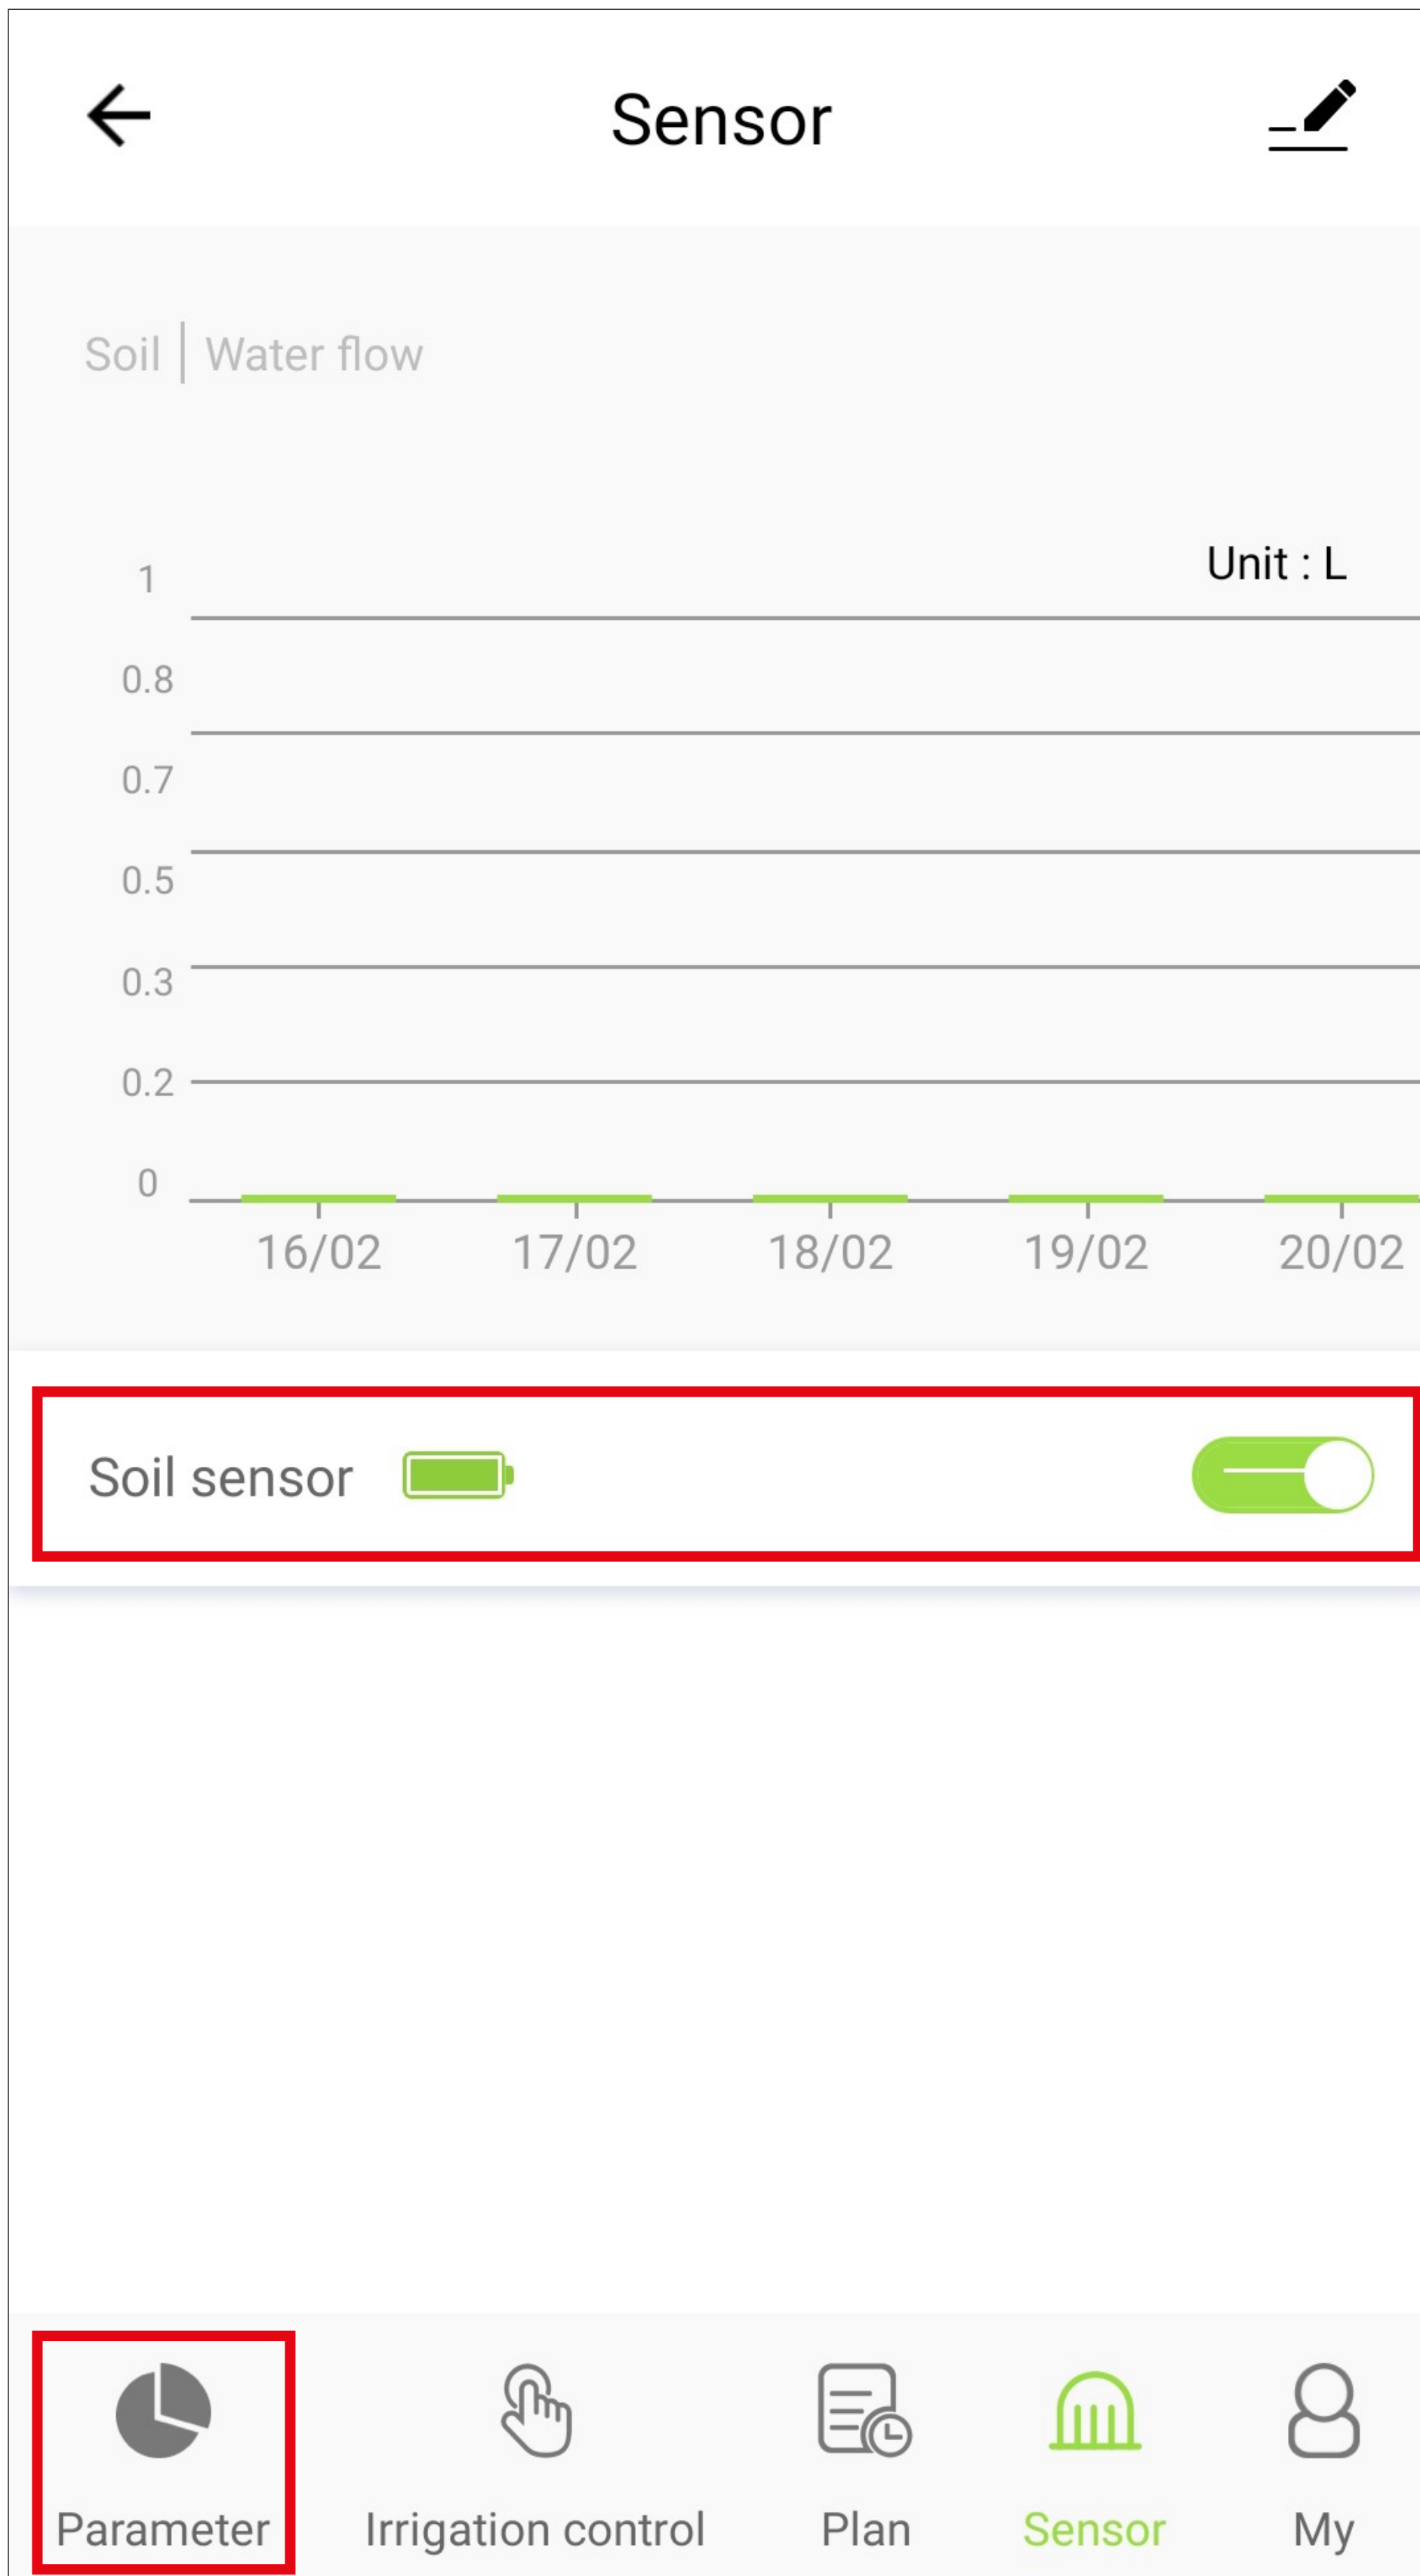 Sensor
Soil | Water flow
Unit : L
1
0.8
0.7
0.5
0.3
0.2
0
16/02 17/02 18/02 19/02 20/02
Soil sensor
Parameter Irrigation control Plan Sensor My